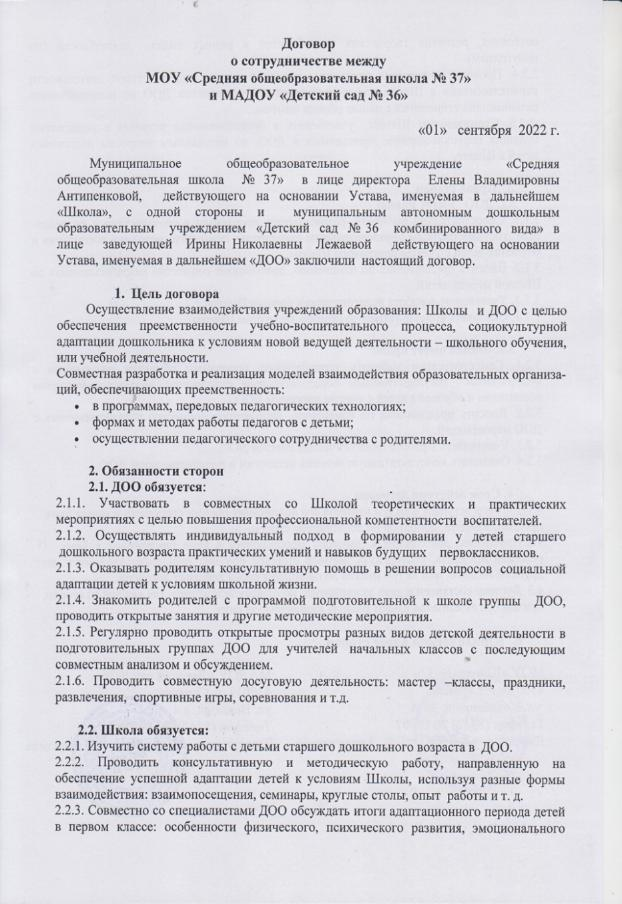 Договор
о сотрудничестве между
МОУ «Средняя общеобразовательная школа № 37»
и МАДОУ «Детский сад № 36»
«01» сентября 2022 г.
Муниципальное общеобразовательное учреждение «Средняя
общеобразовательная школа № 37» в лице директора Елены Владимировны
Антипенковой, действующего на основании Устава, именуемая в дальнейшем
«Школа», с одной стороны и муниципальным автономным дошкольным
образовательным учреждением «Детский сад № 36 комбинированного вида» в
лице заведующей Ирины Николаевны Лежаевой действующего на основании
Устава, именуемая в дальнейшем «ДОО» заключили настоящий договор.
1. Цель договора
Осуществление взаимодействия учреждений образования: Школы и ДОО с целью
обеспечения преемственности учебно-воспитательного процесса, социокультурной
адаптации дошкольника к условиям новой ведущей деятельности – школьного обучения,
или учебной деятельности.
Совместная разработка и реализация моделей взаимодействия образовательных организа-
ций, обеспечивающих преемственность:
• в программах, передовых педагогических технологиях;
• формах и методах работы педагогов с детьми;
• осуществлении педагогического сотрудничества с родителями.
2. Обязанности сторон
2.1. ДОО обязуется:
2.1.1. Участвовать в совместных со Школой теоретических и практических
мероприятиях с целью повышения профессиональной компетентности воспитателей.
2.1.2. Осуществлять индивидуальный подход в формировании у детей старшего
дошкольного возраста практических умений и навыков будущих первоклассников.
2.1.3. Оказывать родителям консультативную помощь в решении вопросов социальной
адаптации детей к условиям школьной жизни.
2.1.4. Знакомить родителей с программой подготовительной к школе группы ДОО,
проводить открытые занятия и другие методические мероприятия.
2.1.5. Регулярно проводить открытые просмотры разных видов детской деятельности в
подготовительных группах ДОО для учителей начальных классов с последующим
совместным анализом и обсуждением.
2.1.6. Проводить совместную досуговую деятельность: мастер –классы, праздники,
развлечения, спортивные игры, соревнования и т.д.
2.2. Школа обязуется:
2.2.1. Изучить систему работы с детьми старшего дошкольного возраста в ДОО.
2.2.2. Проводить консультативную и методическую работу, направленную на
обеспечение успешной адаптации детей к условиям Школы, используя разные формы
взаимодействия: взаимопосещения, семинары, круглые столы, опыт работы и т. д.
2.2.3. Совместно со специалистами ДОО обсуждать итоги адаптационного периода детей
в первом классе: особенности физического, психического развития, эмоционального